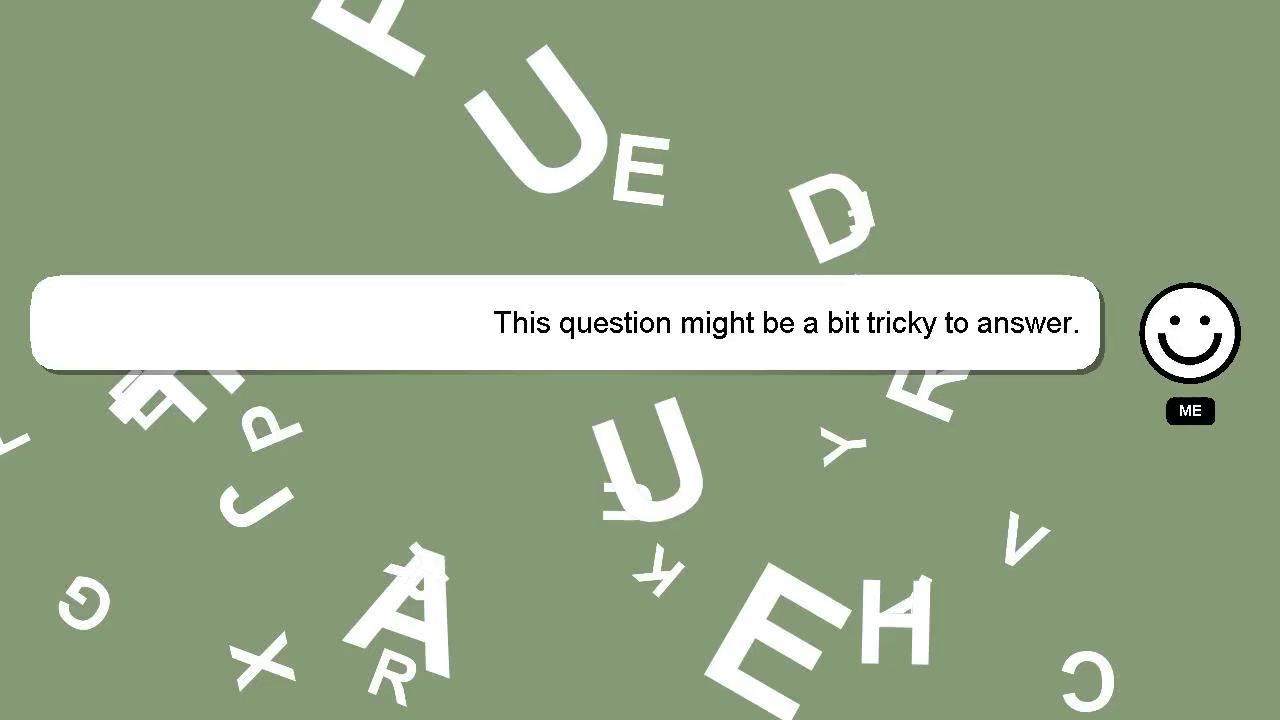 P
U
E
D
This question might be a bit tricky to answer.
ME
R
P
U
Y
J
V
K
G
A
E
H
X
R
C